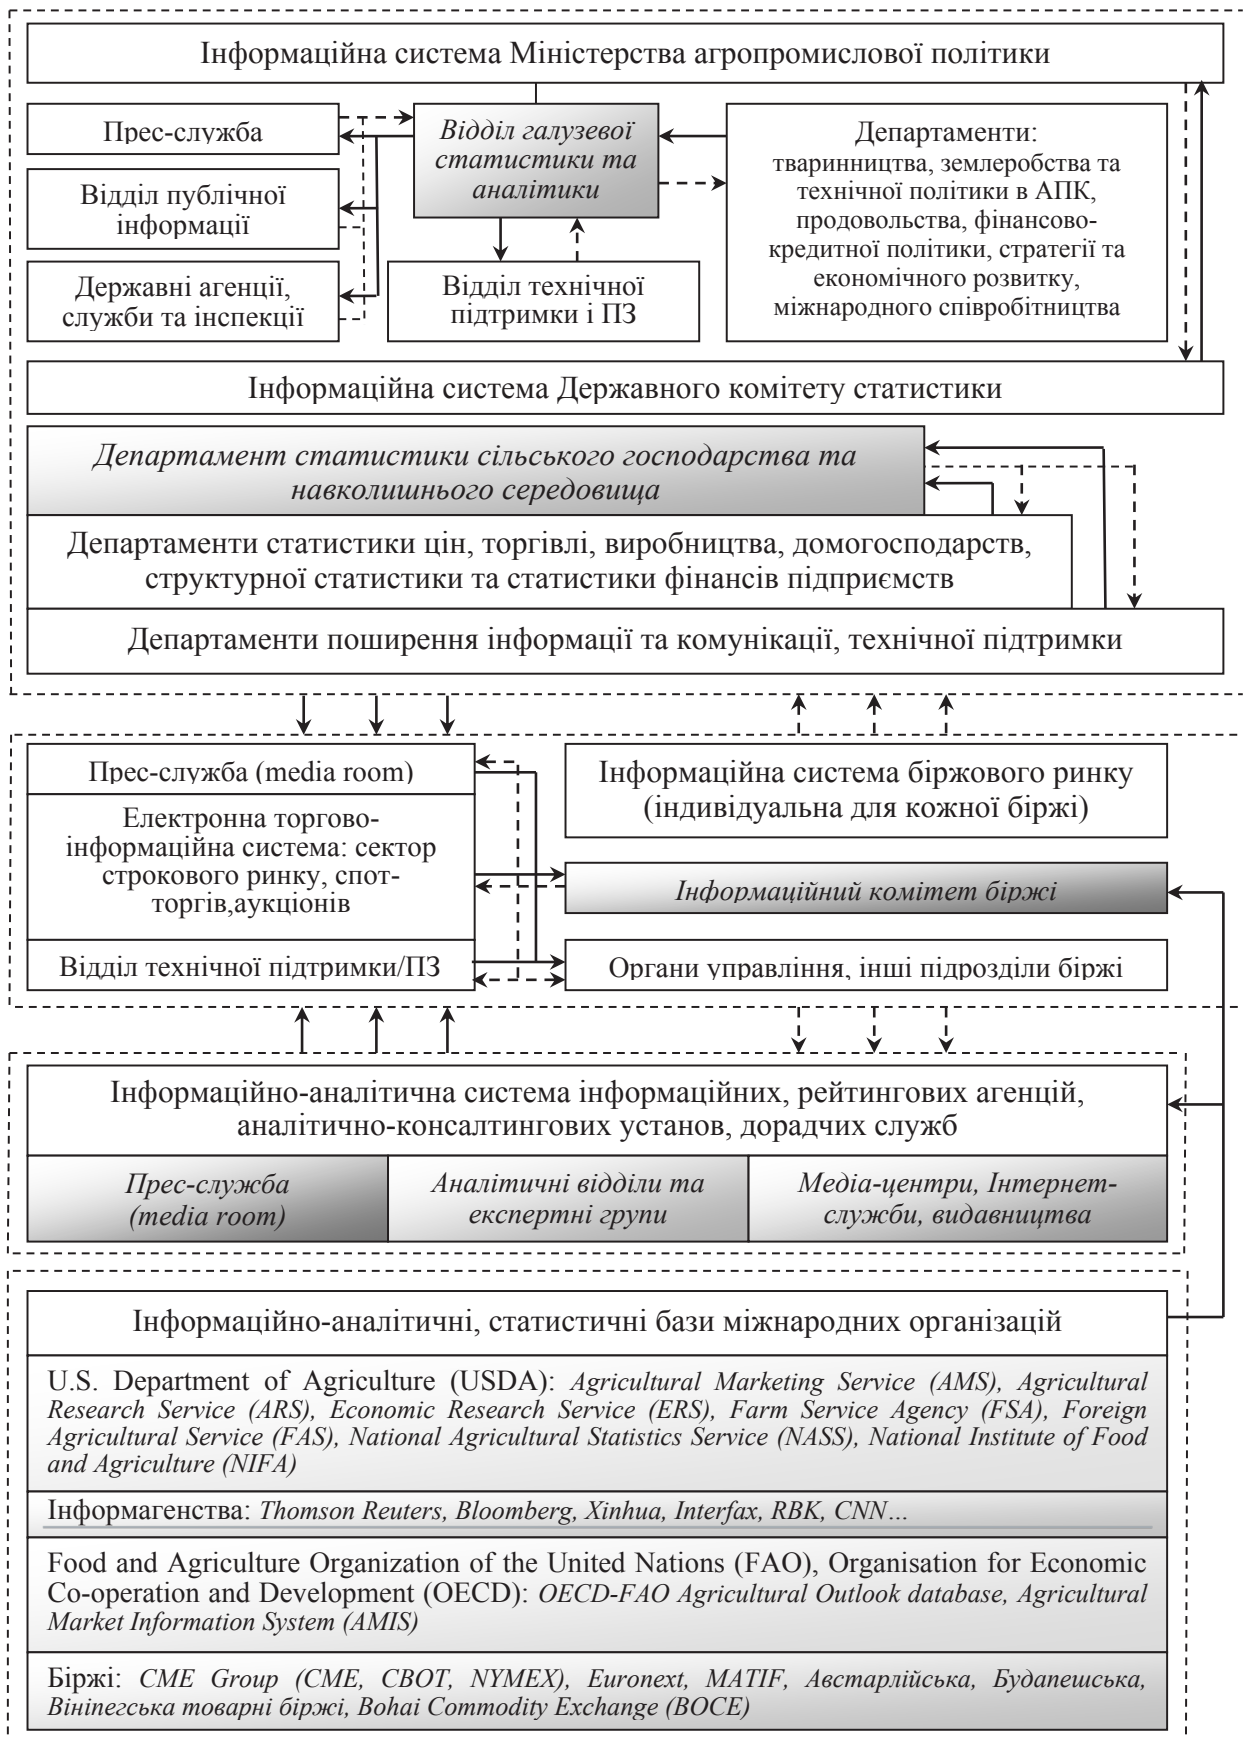 Інформаційна система Міністерства агропромислової політики
Прес-служба
Відділ публічної
інформації
Державні агенції,
служби та інспекції
Відділ галузевої
статистики та
аналітики
Відділ технічної
підтримки і ПЗ
Департаменти:
тваринництва, землеробства та
технічної політики в АПК,
продовольства, фінансово-
кредитної політики, стратегії та
економічного розвитку,
міжнародного співробітництва
Інформаційна система Державного комітету статистики
Департамент статистики сільського господарства та
навколишнього середовища
Департаменти статистики цін, торгівлі, виробництва, домогосподарств,
структурної статистики та статистики фінансів підприємств
Департаменти поширення інформації та комунікації, технічної підтримки
Прес-служба (media room)
Електронна торгово-
інформаційна система: сектор
строкового ринку, спот-
торгів,аукціонів
Відділ технічної підтримки/ПЗ
Інформаційна система біржового ринку
(індивідуальна для кожної біржі)
Інформаційний комітет біржі
Органи управління, інші підрозділи біржі
Інформаційно-аналітична система інформаційних, рейтингових агенцій,
аналітично-консалтингових установ, дорадчих служб
Прес-служба
(media room)
Аналітичні відділи та
експертні групи
Медіа-центри, Інтернет-
служби, видавництва
Інформаційно-аналітичні, статистичні бази міжнародних організацій
U.S. Department of Agriculture (USDA): Agricultural Marketing Service (AMS), Agricultural
Research Service (ARS), Economic Research Service (ERS), Farm Service Agency (FSA), Foreign
Agricultural Service (FAS), National Agricultural Statistics Service (NASS), National Institute of Food
and Agriculture (NIFA)
Інформагенства: Thomson Reuters, Bloomberg, Xinhua, Interfax, RBK, CNN…
Food and Agriculture Organization of the United Nations (FAO), Organisation for Economic
Co-operation and Development (OECD): OECD-FAO Agricultural Outlook database, Agricultural
Market Information System (AMIS)
Біржі: CME Group (CME, CBOT, NYMEX), Euronext, MATIF, Австарлійська, Будапешська,
Вініпегська товарні біржі, Bohai Commodity Exchange (BOCE)